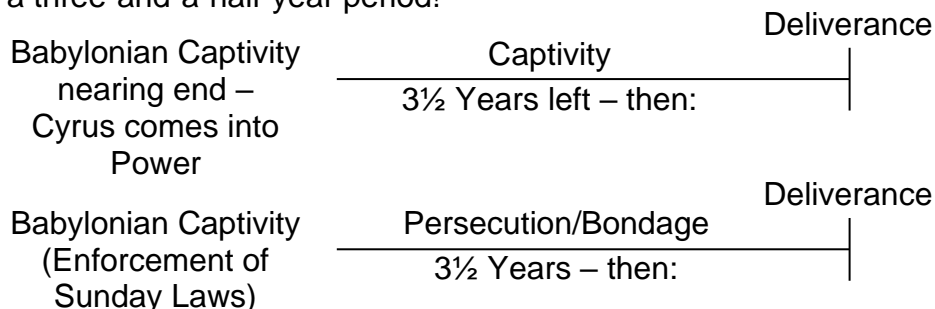 a three-and-a-half year period!
Deliverance
Babylonian Captivity
nearing end –
Cyrus comes into
Power
Captivity
3½ Years left – then:
Deliverance
Babylonian Captivity
(Enforcement of
Sunday Laws)
Persecution/Bondage
3½ Years – then: